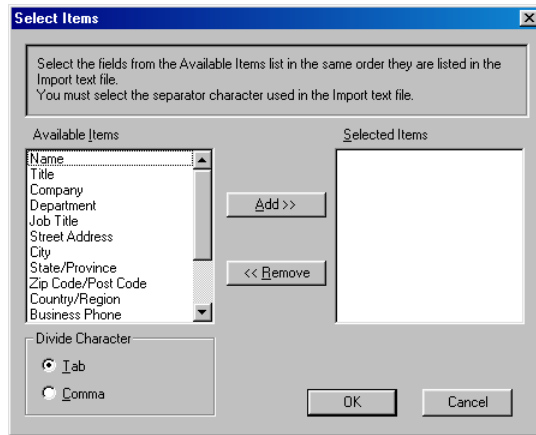 Select Items
Select the fields from the Available Items list in the same order they are listed in the
Import text file.
You must select the separator character used in the Import text file.
Available Items
Selected Items
Name
Title
Company
Department
Job Title
Street Address
City
State/Province
Zip Code/Post Code
Country/Region
Business Phone
Add >>
<< Remove
Divide Character
Tab
Comma
OK
Cancel